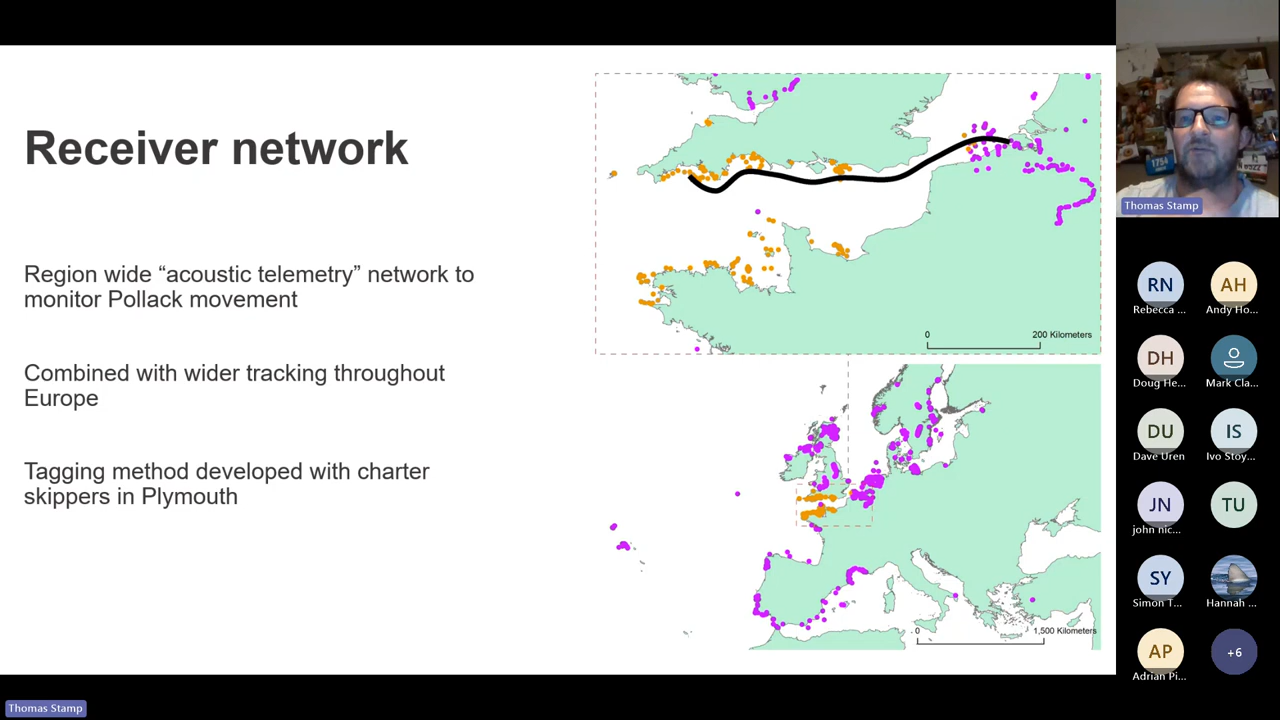 Receiver network
Region wide “acoustic telemetry” network to
monitor Pollack movement
Combined with wider tracking throughout
Europe
Tagging method developed with charter
skippers in Plymouth
0 200 Kilometers
0 1,500 Kilometers
1754
Thomas Stamp
RN AH
Rebecca ... Andy Ho...
DH
Doug He... Mark Cla...
DU IS
Dave Uren Ivo Stoy...
JN TU
john nic...
SY
Simon T... Hannah ...
AP +6
Adrian Pi...
Thomas Stamp